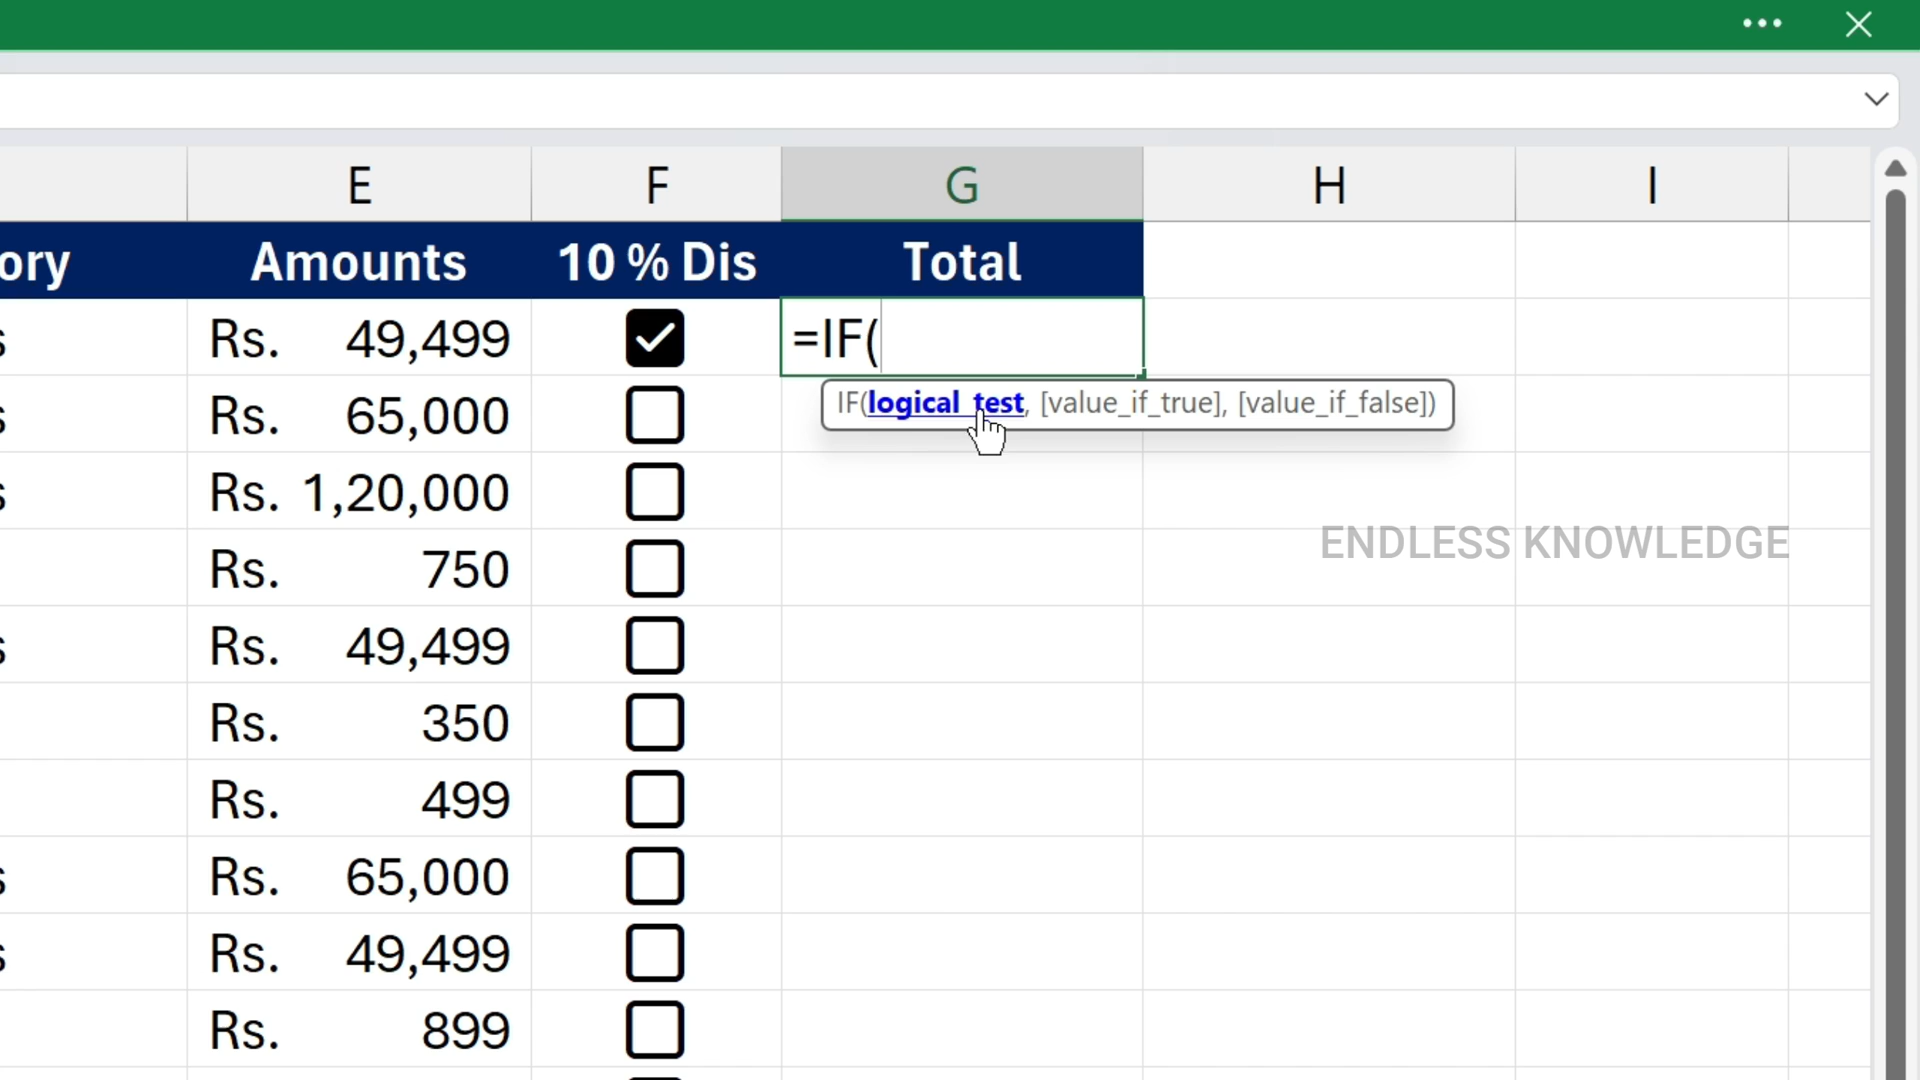 E F G H I
ory Amounts 10 % Dis Total
s Rs. 49,499 =IF(
IF(logical_test, [value_if_true], [value_if_false])
s Rs. 65,000
s Rs. 1,20,000
ENDLESS KNOWLEDGE
Rs. 750
s Rs. 49,499
Rs. 350
Rs. 499
s Rs. 65,000
s Rs. 49,499
Rs. 899